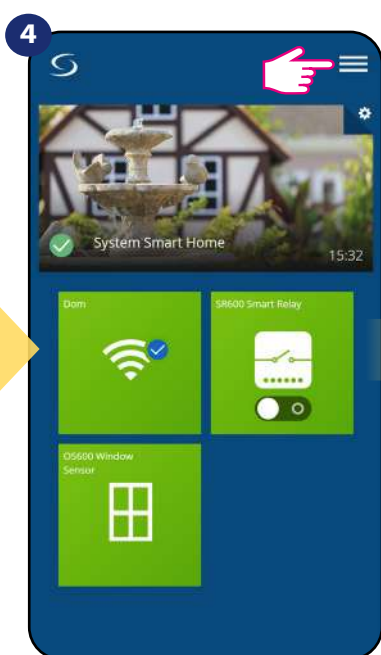 4
System Smart Home
15:32
Dom
SR600 Smart Relay
OS600 Window
Sensor